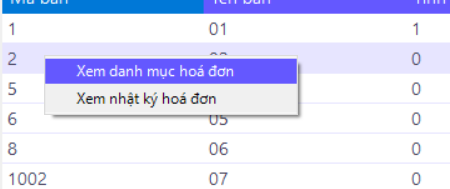 Mã bàn Tên bàn
1 01 1
2 0
Xem danh mục hoá đơn
5 0
Xem nhật ký hoá đơn
6 05 0
8 06 0
1002 07 0